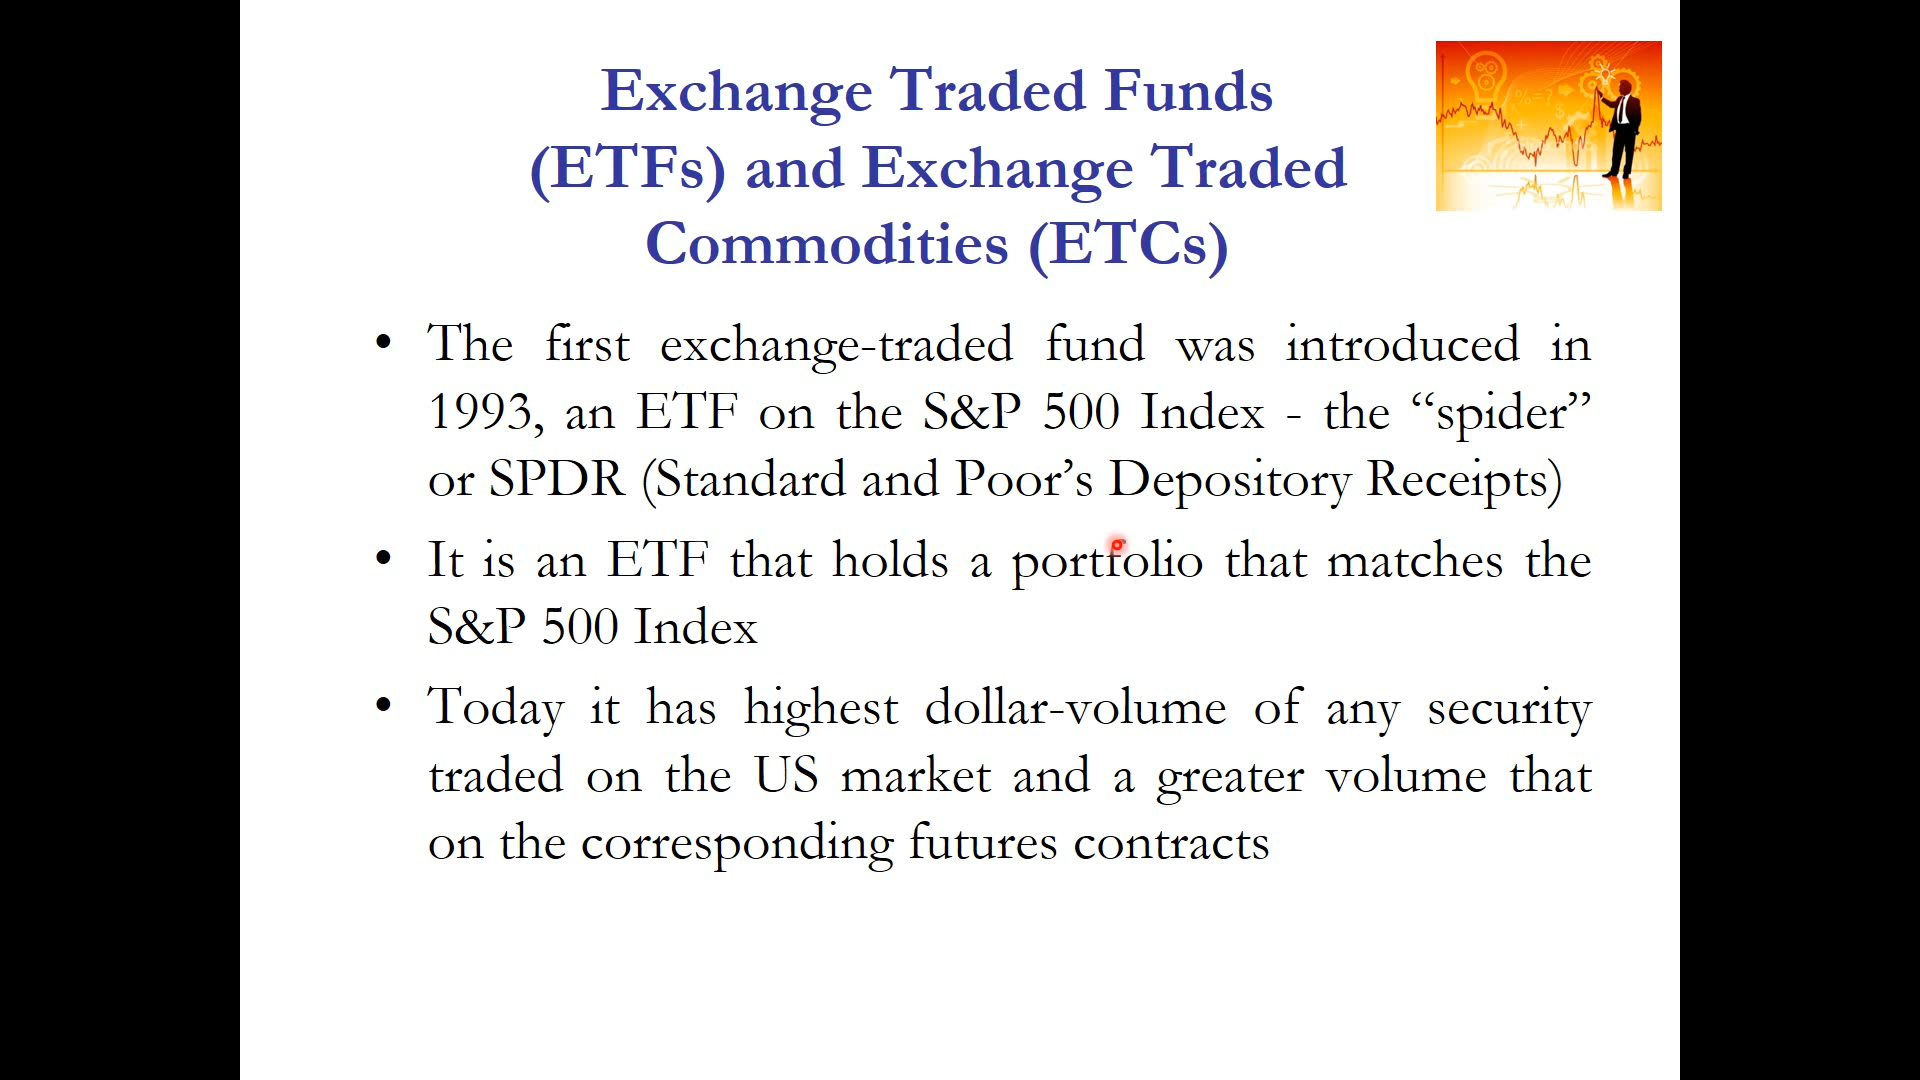 Exchange Traded Funds
(ETFs) and Exchange Traded
Commodities (ETCs)
• The first exchange-traded fund was introduced in
1993, an ETF on the S&P 500 Index - the “spider”
or SPDR (Standard and Poor’s Depository Receipts)
• It is an ETF that holds a portfolio that matches the
S&P 500 Index
• Today it has highest dollar-volume of any security
traded on the US market and a greater volume that
on the corresponding futures contracts